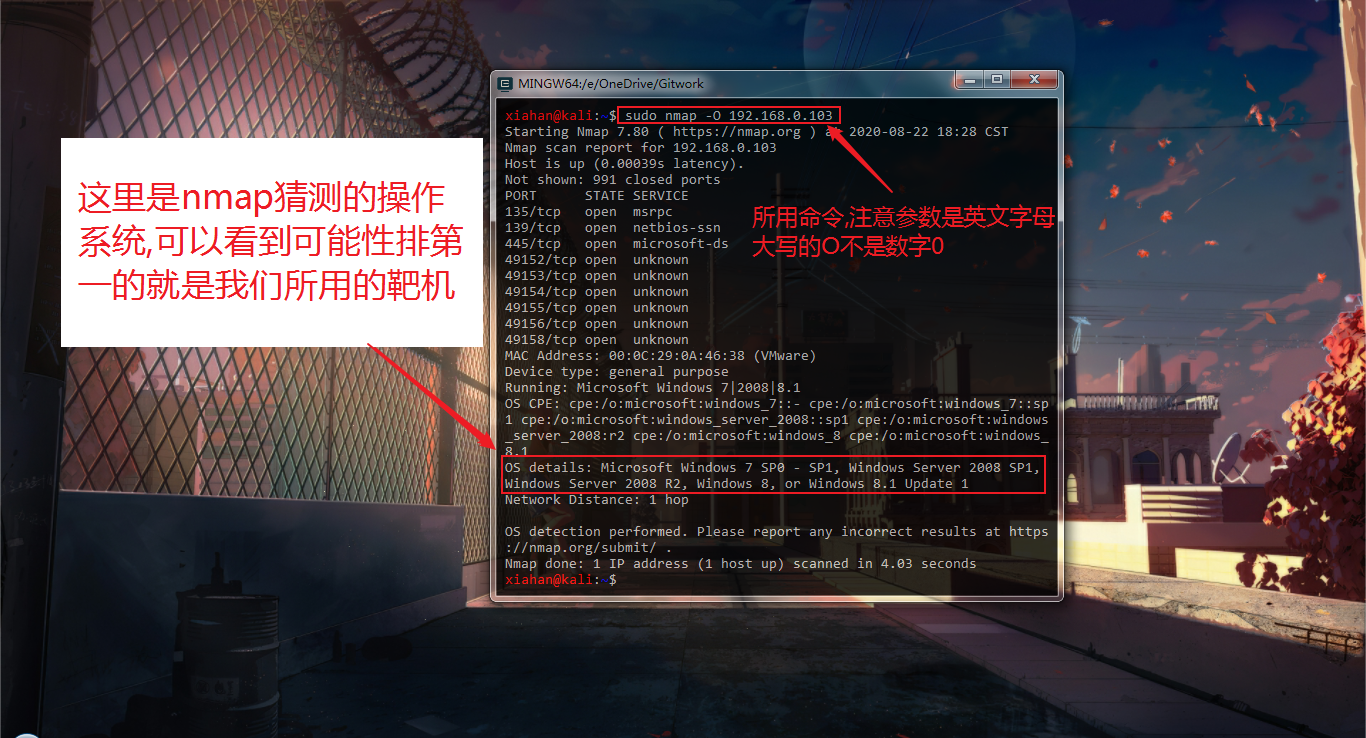 MINGW64:/e/OneDrive/Gitwork
xiahan@kali:~$ sudo nmap -O 192.168.0.103
Starting Nmap 7.80 ( https://nmap.org ) a 2020-08-22 18:28 CST
Nmap scan report for 192.168.0.103
Host is up (0.00039s latency).
Not shown: 991 closed ports
PORT STATE SERVICE
135/tcp open msrpc
139/tcp open netbios-ssn
445/tcp open microsoft-ds
49152/tcp open unknown
49153/tcp open unknown
49154/tcp open unknown
49155/tcp open unknown
49156/tcp open unknown
49158/tcp open unknown
MAC Address: 00:0C:29:0A:46:38 (VMware)
Device type: general purpose
Running: Microsoft Windows 7|2008|8.1
OS CPE: cpe:/o:microsoft:windows_7::- cpe:/o:microsoft:windows_7::sp
1 cpe:/o:microsoft:windows_server_2008::sp1 cpe:/o:microsoft:windows
_server_2008:r2 cpe:/o:microsoft:windows_8 cpe:/o:microsoft:windows_
8.1
OS details: Microsoft Windows 7 SP0 - SP1, Windows Server 2008 SP1,
Windows Server 2008 R2, Windows 8, or Windows 8.1 Update 1
Network Distance: 1 hop
OS detection performed. Please report any incorrect results at https
://nmap.org/submit/ .
Nmap done: 1 IP address (1 host up) scanned in 4.03 seconds
xiahan@kali:~$
所用命令,注意参数是英文字母
大写的O不是数字0
这里是nmap猜测的操作
系统,可以看到可能性排第
一的就是我们所用的靶机